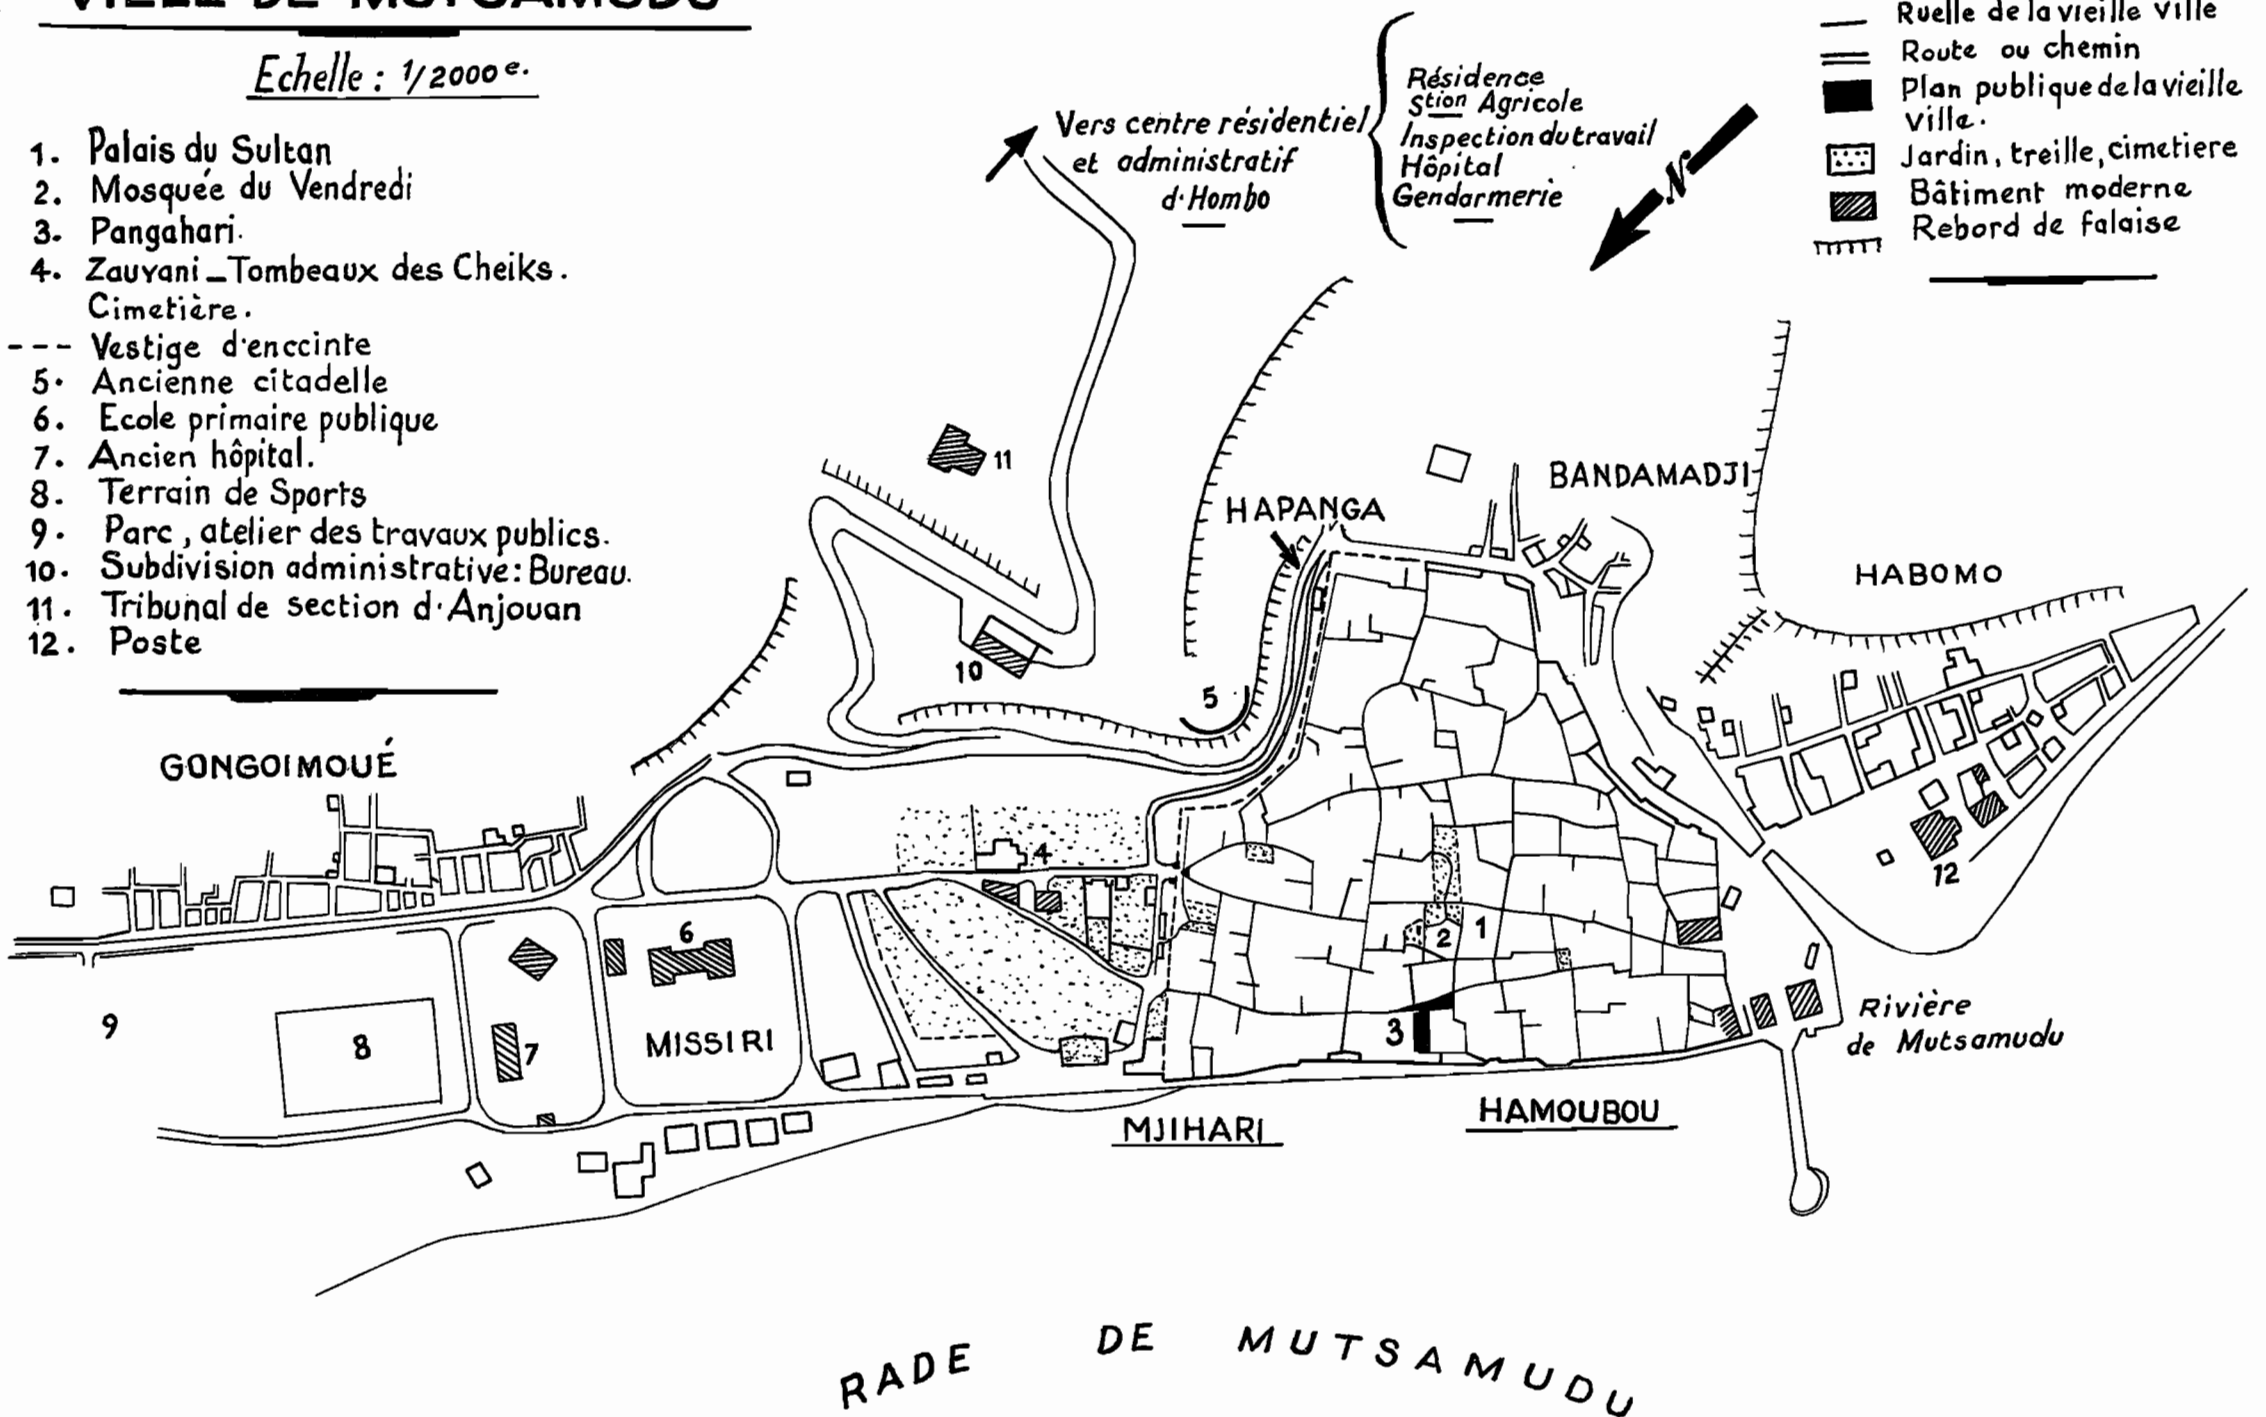 VILLE DE MUTSAMUDU
Echelle : 1/2000 e.
1. Palais du Sultan
2. Mosquée du Vendredi
3. Pangahari.
4. Zauyani - Tombeaux des Cheiks.
Cimetière.
--- Vestige d'enccinte
5. Ancienne citadelle
6. Ecole primaire publique
7. Ancien hôpital.
8. Terrain de Sports
9. Parc, atelier des travaux publics.
10. Subdivision administrative: Bureau.
11. Tribunal de section d'Anjouan
12. Poste
Vers centre résidentiel
et administratif
d'Hombo
Résidence
Stion Agricole
Inspection du travail
Hôpital
Gendarmerie
N
Ruelle de la vieille ville
Route ou chemin
Plan publique de la vieille
ville.
Jardin, treille, cimetiere
Bâtiment moderne
Rebord de falaise
11
BANDAMADJI
HAPANGA
HABOMO
10
5
GONGOIMOUÉ
4
12
6
2
1
9
8
7
MISSIRI
3
Rivière
de Mutsamudu
MJIHARI
HAMOUBOU
RADE DE MUTSAMUDU